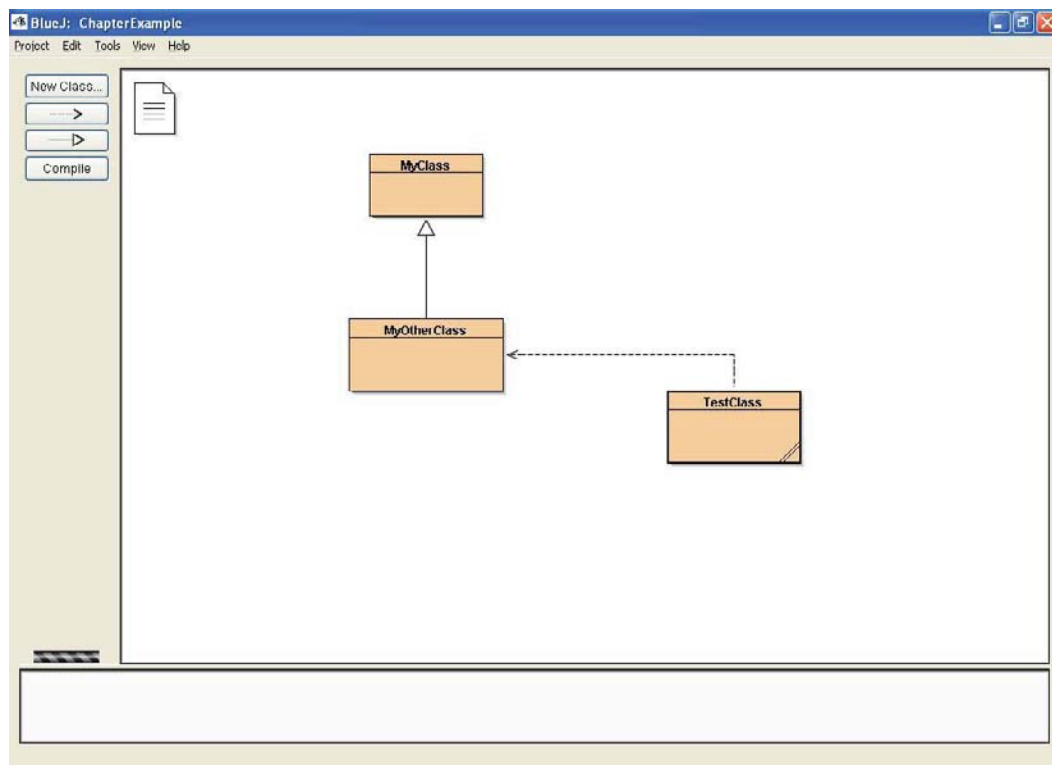 BlueJ: ChapterExample
Project Edit Tools View Help
New Class...
Compile
MyClass
MyOtherClass
TestClass